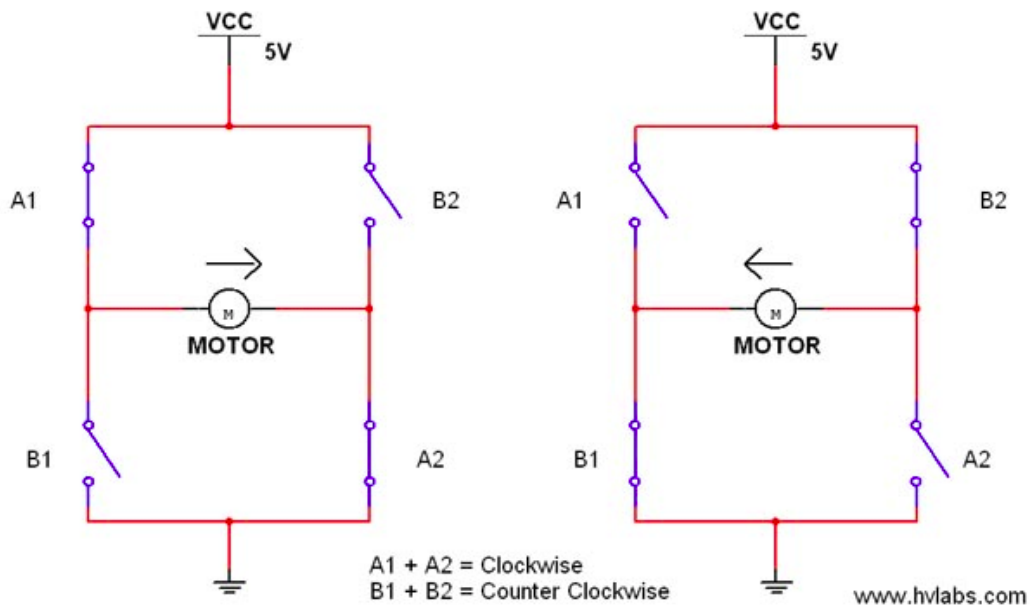 VCC
5V
A1
B2
M
MOTOR
B1
A2
VCC
5V
A1
B2
M
MOTOR
B1
A2
A1 + A2 = Clockwise
B1 + B2 = Counter Clockwise
www.hvlabs.com